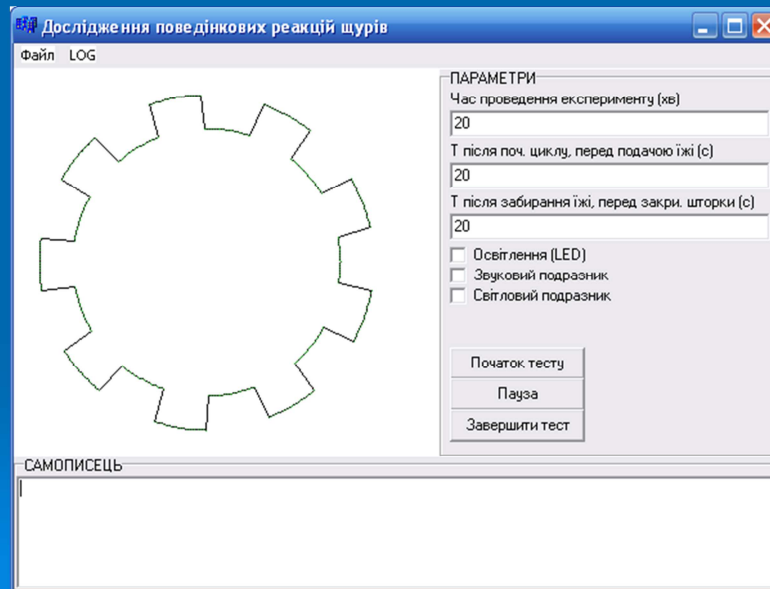 Дослідження поведінкових реакцій щурів
Файл LOG
ПАРАМЕТРИ
Час проведення експерименту (хв)
20
Т після поч. циклу, перед подачою їжі (с)
20
Т після забирання їжі, перед закри. шторки (с)
20
Освітлення (LED)
Звуковий подразник
Світловий подразник
Початок тесту
Пауза
Завершити тест
САМОПИСЕЦЬ